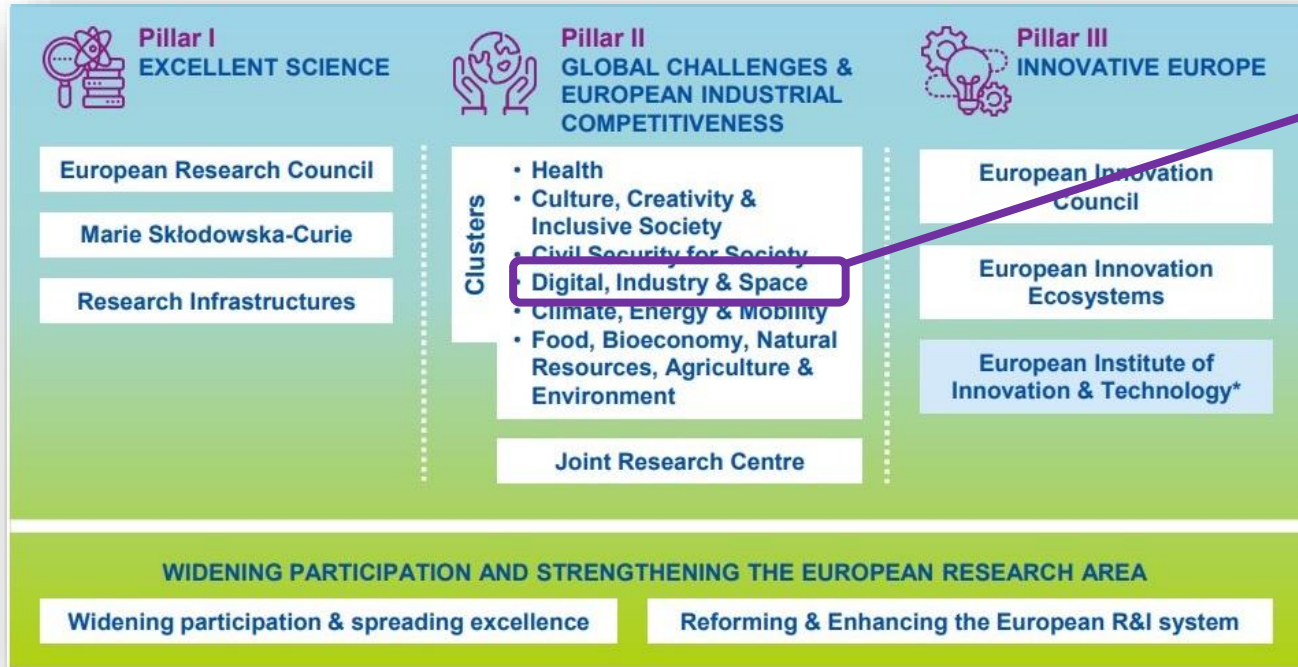 Pillar I
EXCELLENT SCIENCE
European Research Council
Marie Skłodowska-Curie
Research Infrastructures
Pillar II
GLOBAL CHALLENGES &
EUROPEAN INDUSTRIAL
COMPETITIVENESS
Clusters
• Health
• Culture, Creativity &
Inclusive Society
• Civil Security for Society
• Digital, Industry & Space
• Climate, Energy & Mobility
• Food, Bioeconomy, Natural
Resources, Agriculture &
Environment
Joint Research Centre
Pillar III
INNOVATIVE EUROPE
European Innovation
Council
European Innovation
Ecosystems
European Institute of
Innovation & Technology*
WIDENING PARTICIPATION AND STRENGTHENING THE EUROPEAN RESEARCH AREA
Widening participation & spreading excellence
Reforming & Enhancing the European R&I system